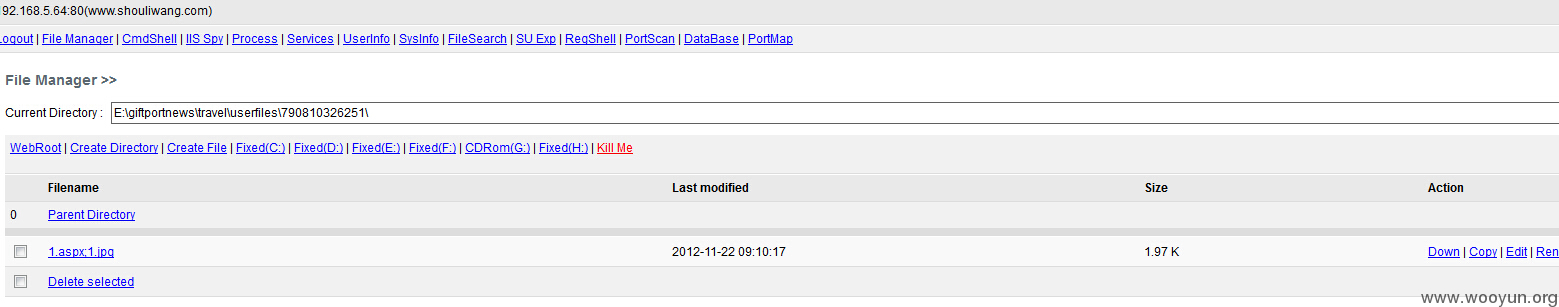 192.168.5.64:80(www.shouliwang.com)
Logout | File Manager | CmdShell | IIS Spy | Process | Services | UserInfo | SysInfo | FileSearch | SU Exp | RegShell | PortScan | DataBase | PortMap
File Manager >>
Current Directory : E:\giftportnews\travel\userfiles\790810326251\
WebRoot | Create Directory | Create File | Fixed(C:) | Fixed(D:) | Fixed(E:) | Fixed(F:) | CDRom(G:) | Fixed(H:) | Kill Me
Filename Last modified Size Action
0 Parent Directory
1.aspx;1.jpg 2012-11-22 09:10:17 1.97 K Down | Copy | Edit | Ren
Delete selected
www.wooyun.org